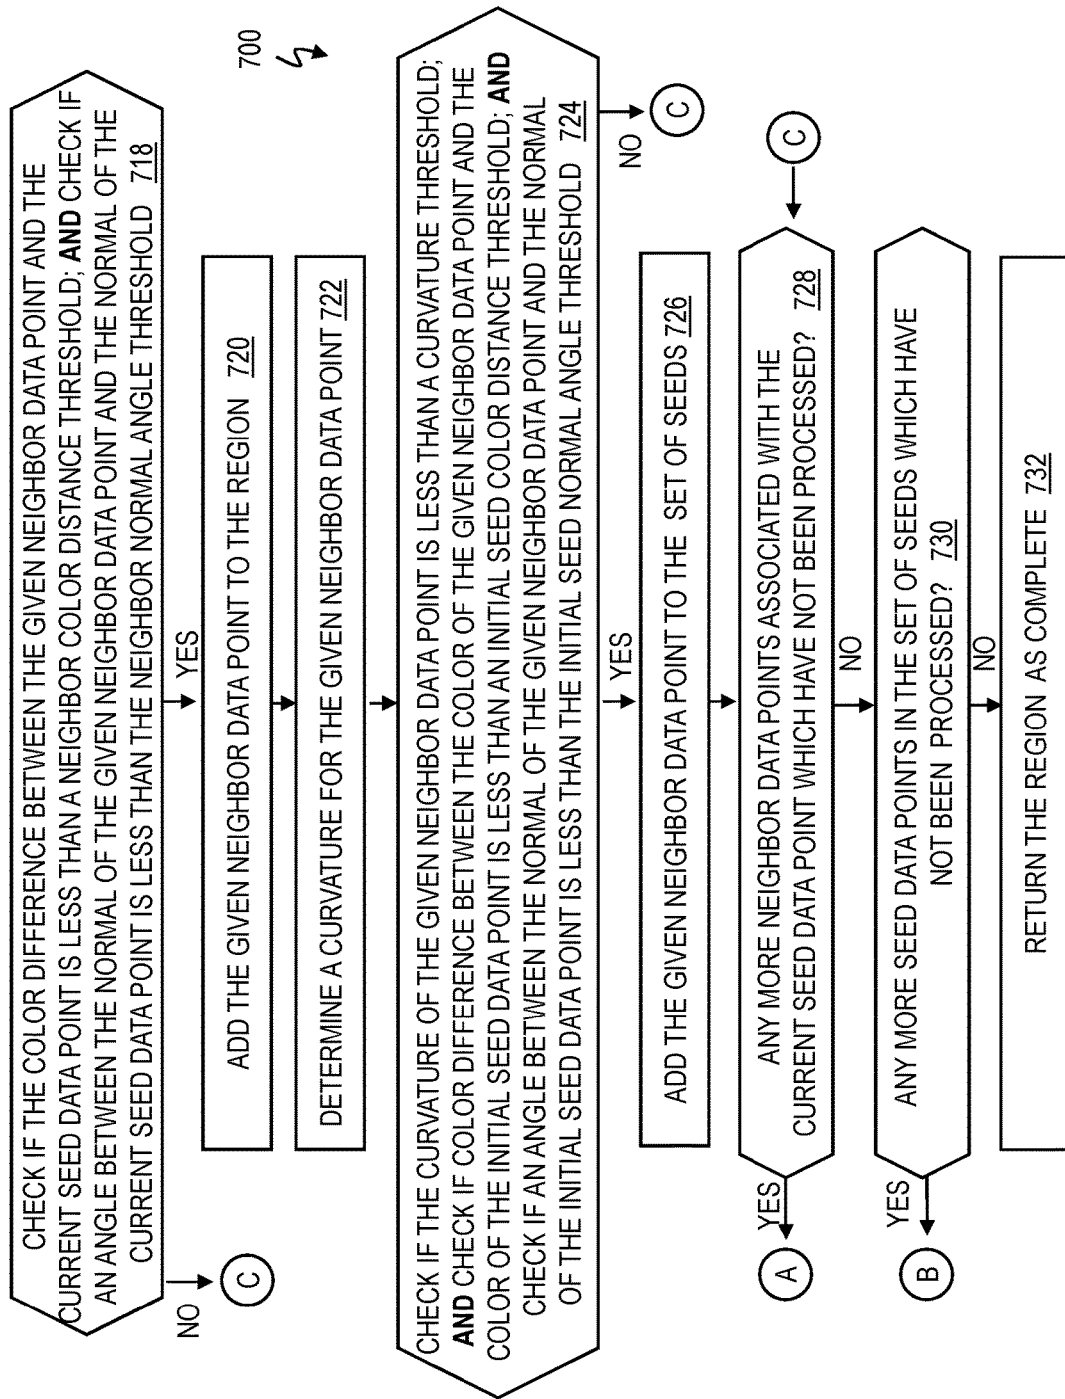 700
CHECK IF THE COLOR DIFFERENCE BETWEEN THE GIVEN NEIGHBOR DATA POINT AND THE
CURRENT SEED DATA POINT IS LESS THAN A NEIGHBOR COLOR DISTANCE THRESHOLD; AND CHECK IF
AN ANGLE BETWEEN THE NORMAL OF THE GIVEN NEIGHBOR DATA POINT AND THE NORMAL OF THE
CURRENT SEED DATA POINT IS LESS THAN THE NEIGHBOR NORMAL ANGLE THRESHOLD 718
NO
C
YES
ADD THE GIVEN NEIGHBOR DATA POINT TO THE REGION 720
DETERMINE A CURVATURE FOR THE GIVEN NEIGHBOR DATA POINT 722
CHECK IF THE CURVATURE OF THE GIVEN NEIGHBOR DATA POINT IS LESS THAN A CURVATURE THRESHOLD;
AND CHECK IF COLOR DIFFERENCE BETWEEN THE COLOR OF THE GIVEN NEIGHBOR DATA POINT AND THE
COLOR OF THE INITIAL SEED DATA POINT IS LESS THAN AN INITIAL SEED COLOR DISTANCE THRESHOLD; AND
CHECK IF AN ANGLE BETWEEN THE NORMAL OF THE GIVEN NEIGHBOR DATA POINT AND THE NORMAL
OF THE INITIAL SEED DATA POINT IS LESS THAN THE INITIAL SEED NORMAL ANGLE THRESHOLD 724
YES
NO
C
ADD THE GIVEN NEIGHBOR DATA POINT TO THE SET OF SEEDS 726
C
ANY MORE NEIGHBOR DATA POINTS ASSOCIATED WITH THE
CURRENT SEED DATA POINT WHICH HAVE NOT BEEN PROCESSED? 728
YES
A
NO
ANY MORE SEED DATA POINTS IN THE SET OF SEEDS WHICH HAVE
NOT BEEN PROCESSED? 730
YES
B
NO
RETURN THE REGION AS COMPLETE 732